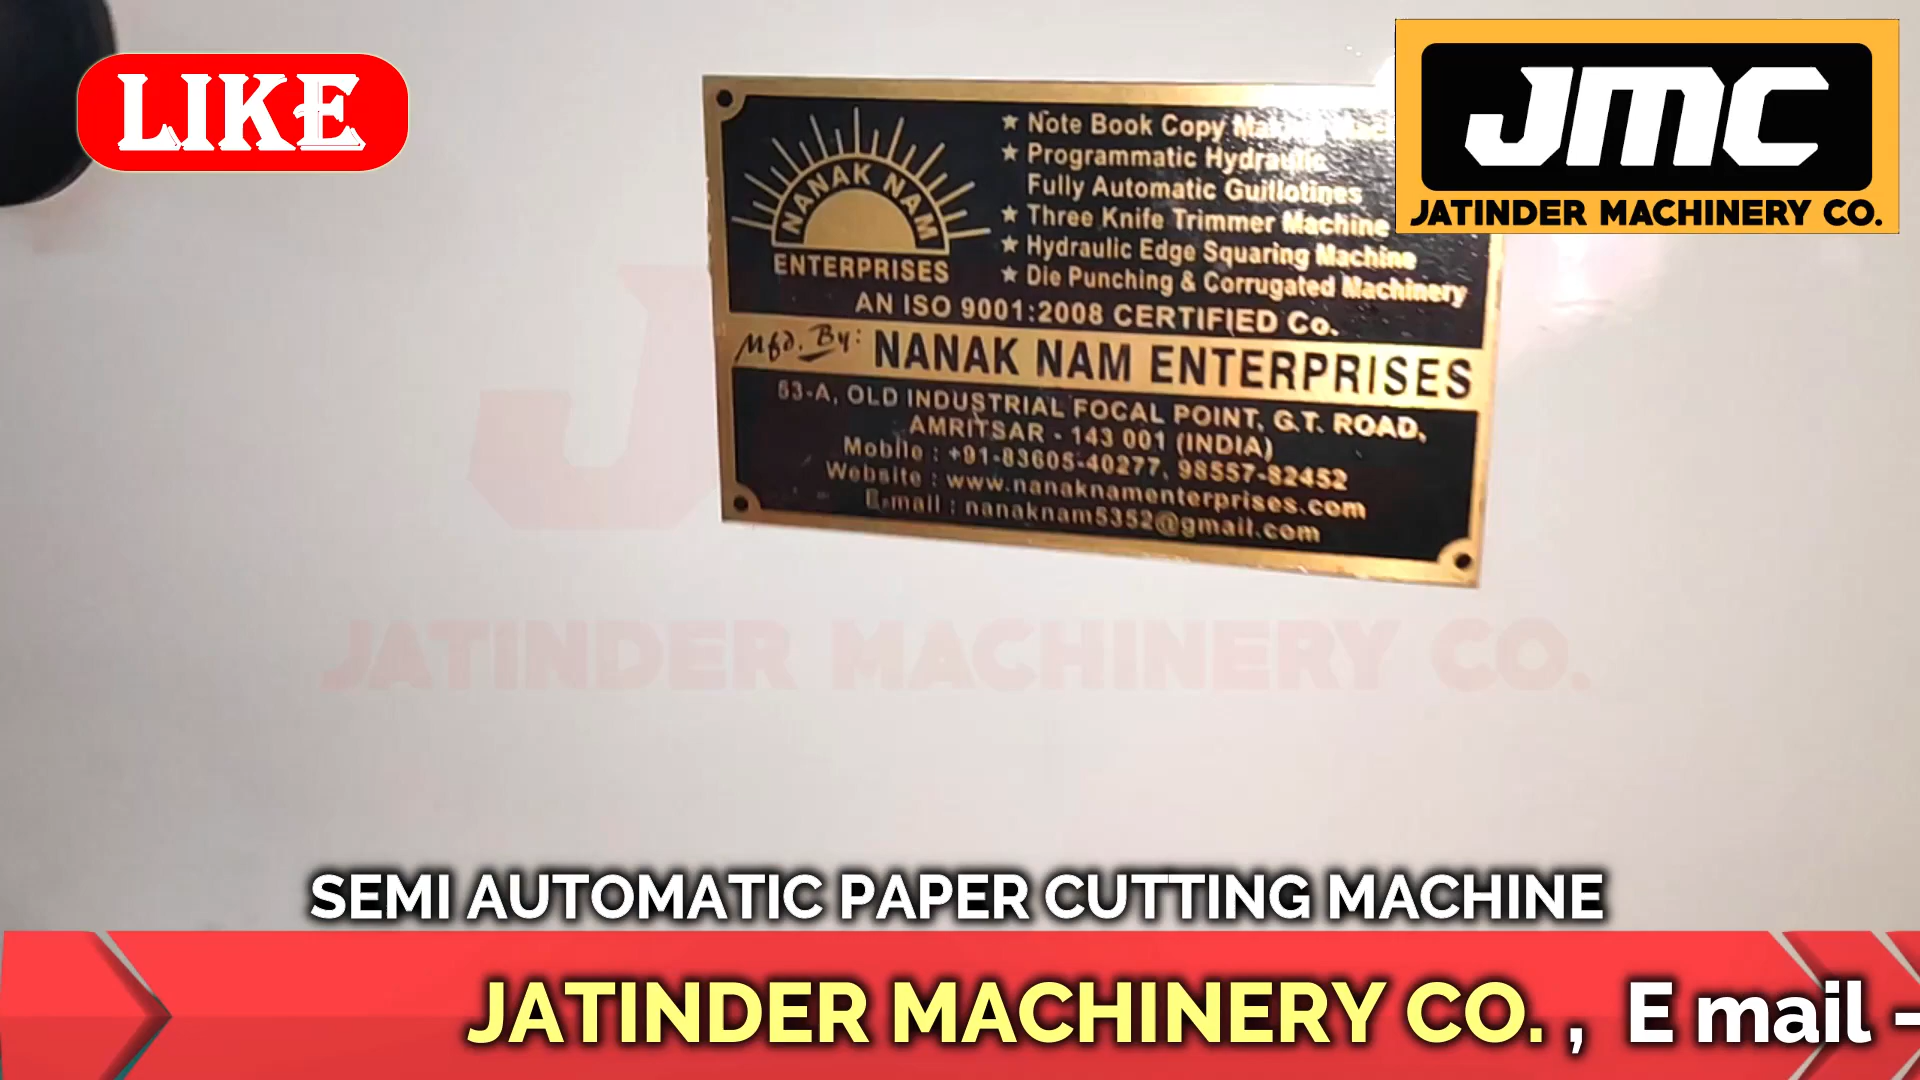 LIKE
JMC
JATINDER MACHINERY CO.
NANAK NAM
ENTERPRISES
★ Note Book Copy Making
★ Programmatic Hydraulic
Fully Automatic Guillotines
★ Three Knife Trimmer Machine
★ Hydraulic Edge Squaring Machine
★ Die Punching & Corrugated Machinery
AN ISO 9001:2008 CERTIFIED Co.
Mfd. By: NANAK NAM ENTERPRISES
53-A, OLD INDUSTRIAL FOCAL POINT, G.T. ROAD,
AMRITSAR - 143 001 (INDIA)
Mobile : +91-83605-40277, 98557-82452
Website : www.nanaknamenterprises.com
E-mail : nanaknam5352@gmail.com
JATINDER MACHINERY CO.
SEMI AUTOMATIC PAPER CUTTING MACHINE
JATINDER MACHINERY CO. , E mail -